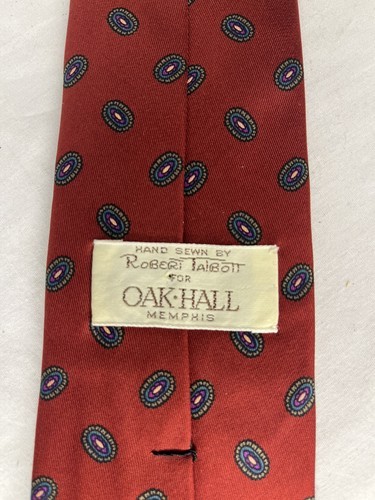 HAND SEWN BY
ROBERT TALBOTT
FOR
OAK·HALL
MEMPHIS